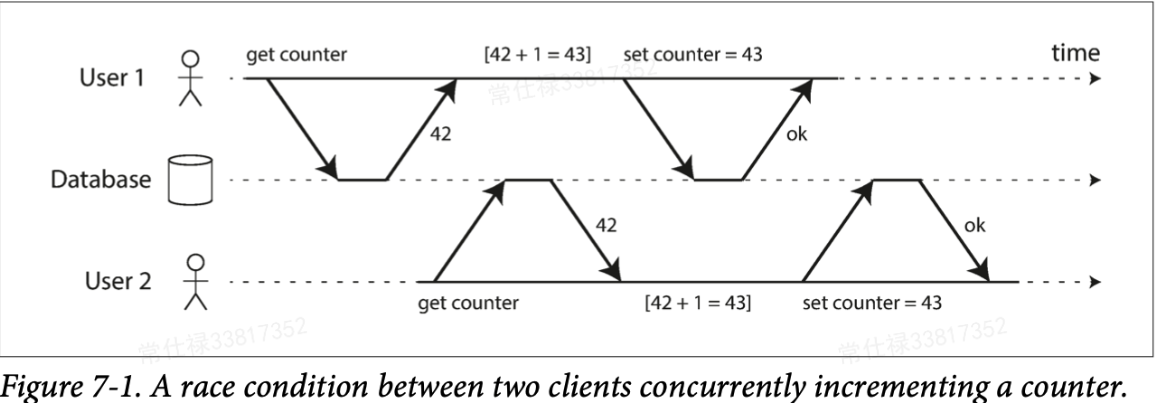 get counter [42 + 1 = 43] set counter = 43 time
User 1
常仕禄33817352
42 ok
Database
42 ok
User 2
get counter [42 + 1 = 43] set counter = 43
常仕禄33817352 常仕禄33817352
Figure 7-1. A race condition between two clients concurrently incrementing a counter.